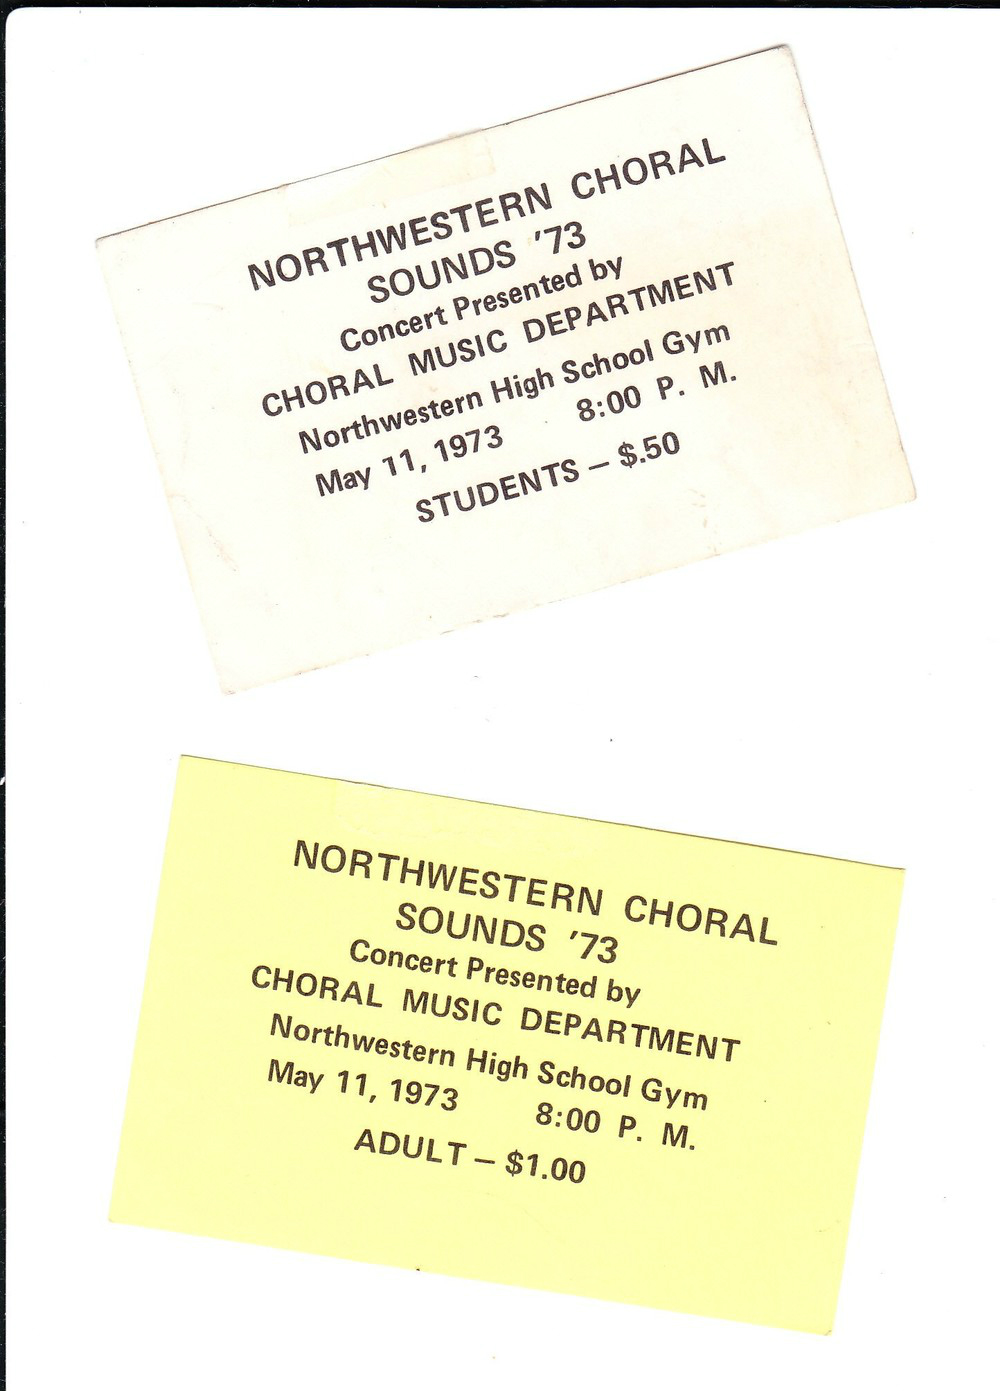 NORTHWESTERN CHORAL
SOUNDS '73
Concert Presented by
CHORAL MUSIC DEPARTMENT
Northwestern High School Gym
May 11, 1973 8:00 P. M.
STUDENTS – $.50
NORTHWESTERN CHORAL
SOUNDS '73
Concert Presented by
CHORAL MUSIC DEPARTMENT
Northwestern High School Gym
May 11, 1973 8:00 P. M.
ADULT – $1.00